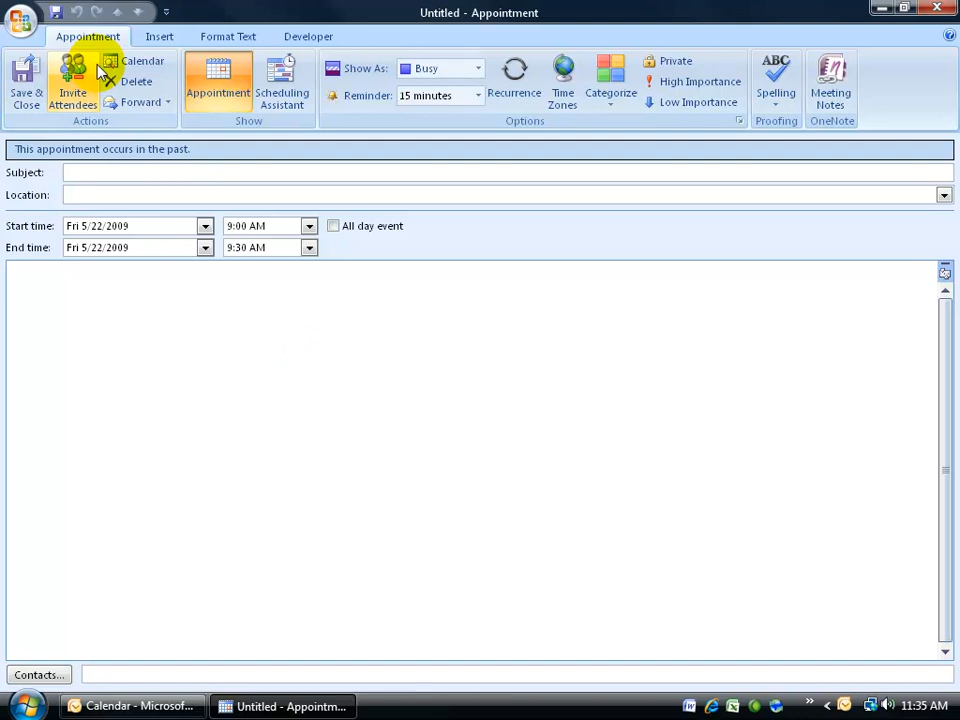 Untitled - Appointment
Appointment Insert Format Text Developer
Save & Close
Invite Attendees
Calendar
Delete
Forward
Actions
Appointment
Scheduling Assistant
Show
Show As: Busy
Reminder: 15 minutes
Recurrence
Time Zones
Categorize
Private
High Importance
Low Importance
Options
ABC
Spelling
Proofing
Meeting Notes
OneNote
This appointment occurs in the past.
Subject:
Location:
Start time: Fri 5/22/2009 9:00 AM All day event
End time: Fri 5/22/2009 9:30 AM
Contacts...
Calendar - Microsof... Untitled - Appointm... 11:35 AM